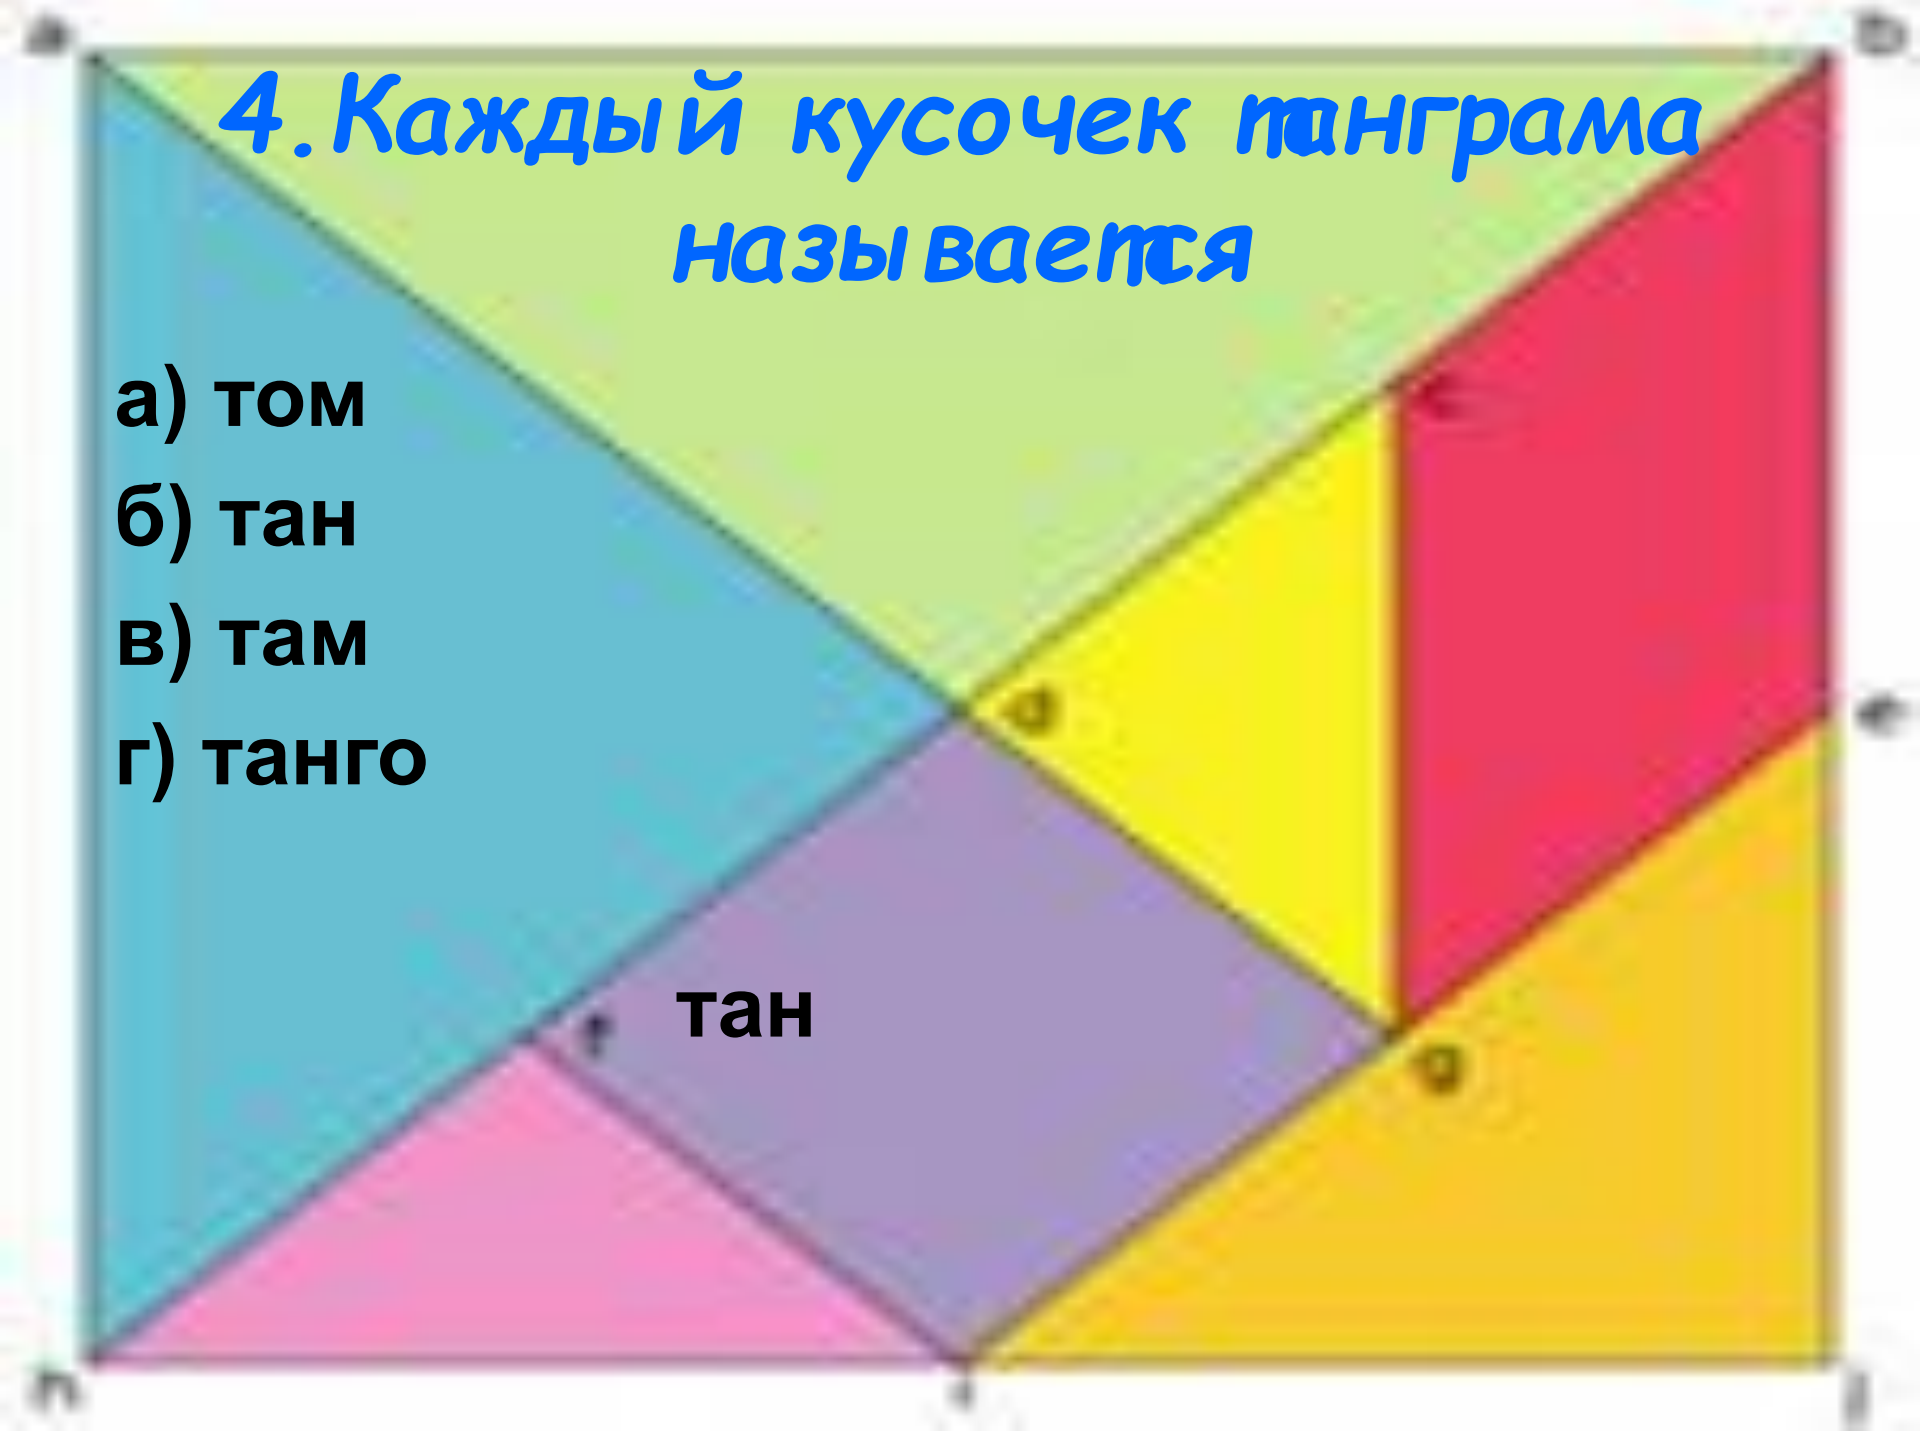 4.Каждый кусочек танграма
называется
а) том
б) тан
в) там
г) танго
тан